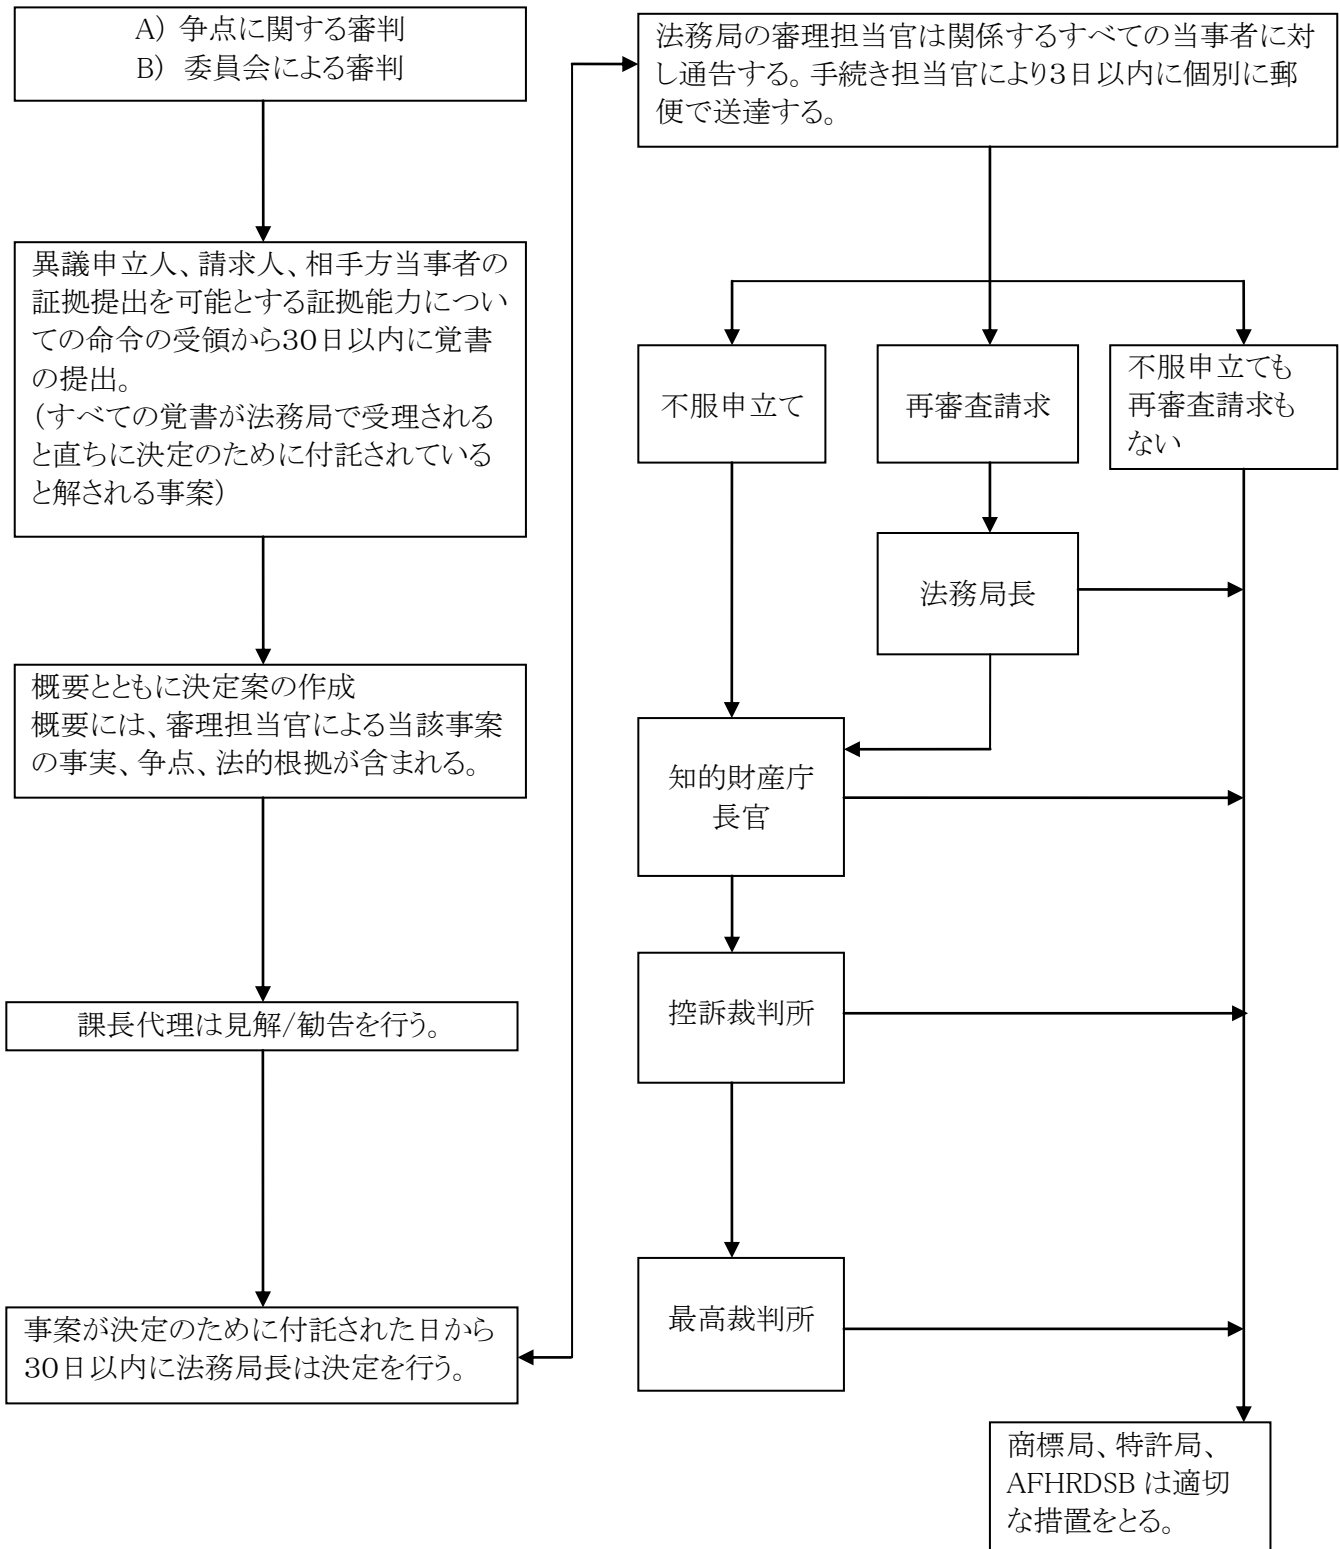 A) 争点に関する審判
B) 委員会による審判
異議申立人、請求人、相手方当事者の
証拠提出を可能とする証拠能力につい
ての命令の受領から30日以内に覚書
の提出。
（すべての覚書が法務局で受理される
と直ちに決定のために付託されている
と解される事案）
概要とともに決定案の作成
概要には、審理担当官による当該事案
の事実、争点、法的根拠が含まれる。
課長代理は見解/勧告を行う。
事案が決定のために付託された日から
30日以内に法務局長は決定を行う。
法務局の審理担当官は関係するすべての当事者に対
し通告する。手続き担当官により3日以内に個別に郵
便で送達する。
不服申立て
再審査請求
不服申立ても
再審査請求も
ない
法務局長
知的財産庁
長官
控訴裁判所
最高裁判所
商標局、特許局、
AFHRDSB は適切
な措置をとる。